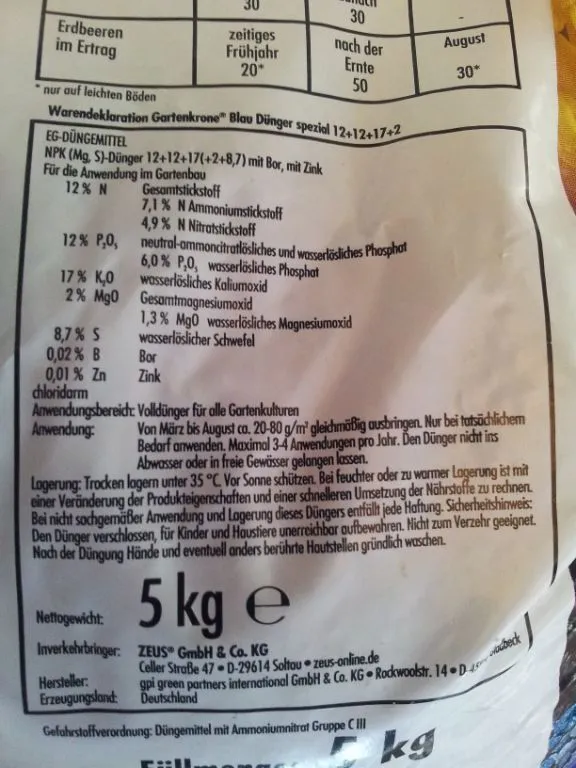 30
30
-
Erdbeeren
im Ertrag
zeitiges
Frühjahr
20*
nach der
Ernte
50
August
30*
* nur auf leichten Böden
Warendeklaration Gartenkrone® Blau Dünger spezial 12+12+17+2
EG-DÜNGEMITTEL
NPK (Mg, S)-Dünger 12+12+17(+2+8,7) mit Bor, mit Zink
Für die Anwendung im Gartenbau
12 % N Gesamtstickstoff
7,1 % N Ammoniumstickstoff
4,9 % N Nitratstickstoff
12 % P₂O₅ neutral-ammoncitratlösliches und wasserlösliches Phosphat
6,0 % P₂O₅ wasserlösliches Phosphat
17 % K₂O wasserlösliches Kaliumoxid
2 % MgO Gesamtmagnesiumoxid
1,3 % MgO wasserlösliches Magnesiumoxid
8,7 % S wasserlöslicher Schwefel
0,02 % B Bor
0,01 % Zn Zink
chloridarm
Anwendungsbereich: Volldünger für alle Gartenkulturen
Anwendung: Von März bis August ca. 20-80 g/m² gleichmäßig ausbringen. Nur bei tatsächlichem
Bedarf anwenden. Maximal 3-4 Anwendungen pro Jahr. Den Dünger nicht ins
Abwasser oder in freie Gewässer gelangen lassen.
Lagerung: Trocken lagern unter 35 °C. Vor Sonne schützen. Bei feuchter oder zu warmer Lagerung ist mit
einer Veränderung der Produkteigenschaften und einer schnelleren Umsetzung der Nährstoffe zu rechnen.
Bei nicht sachgemäßer Anwendung und Lagerung dieses Düngers entfällt jede Haftung. Sicherheitshinweis:
Den Dünger verschlossen, für Kinder und Haustiere unerreichbar aufbewahren. Nicht zum Verzehr geeignet.
Nach der Düngung Hände und eventuell anders berührte Hautstellen gründlich waschen.
Nettogewicht: 5 kg e
Inverkehrbringer: ZEUS® GmbH & Co. KG
Celler Straße 47 • D-29614 Soltau • zeus-online.de
Hersteller: gpi green partners international GmbH & Co. KG • Rockwoolstr. 14 • D-45
Erzeugungsland: Deutschland
Gefahrstoffverordnung: Düngemittel mit Ammoniumnitrat Gruppe C III
5 kg